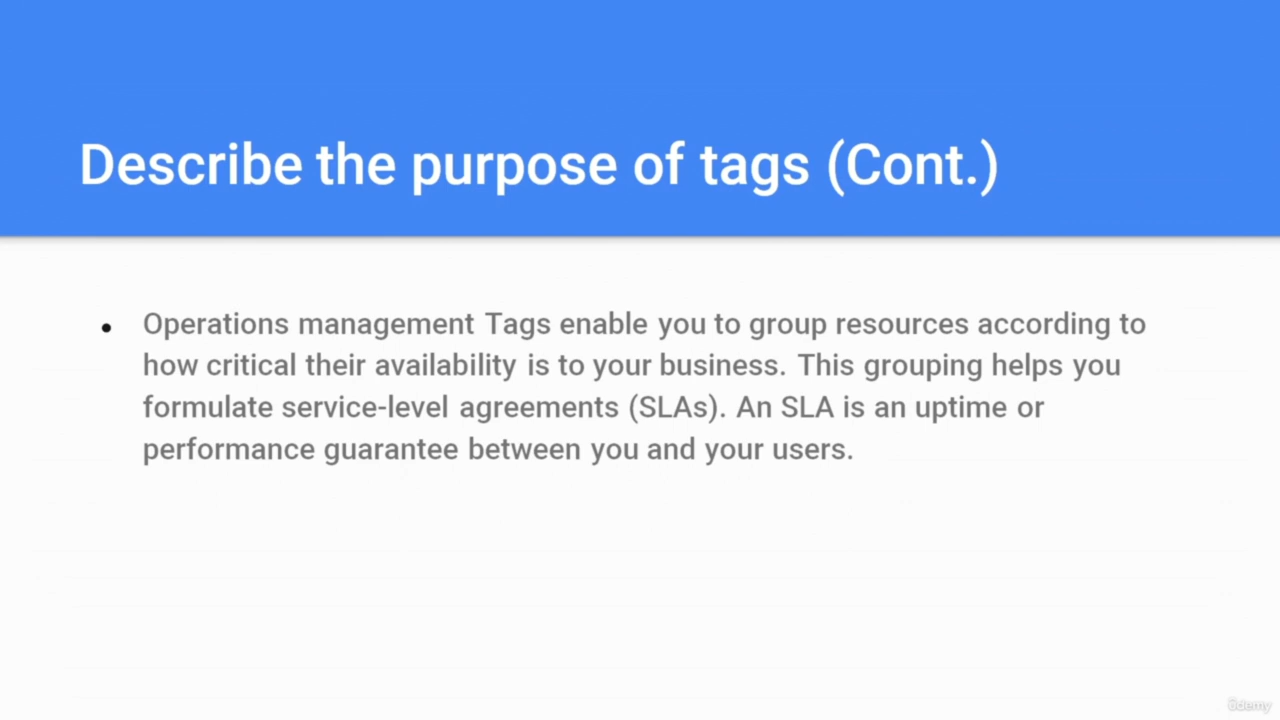 Describe the purpose of tags (Cont.)
• Operations management Tags enable you to group resources according to
how critical their availability is to your business. This grouping helps you
formulate service-level agreements (SLAs). An SLA is an uptime or
performance guarantee between you and your users.
ûdemy